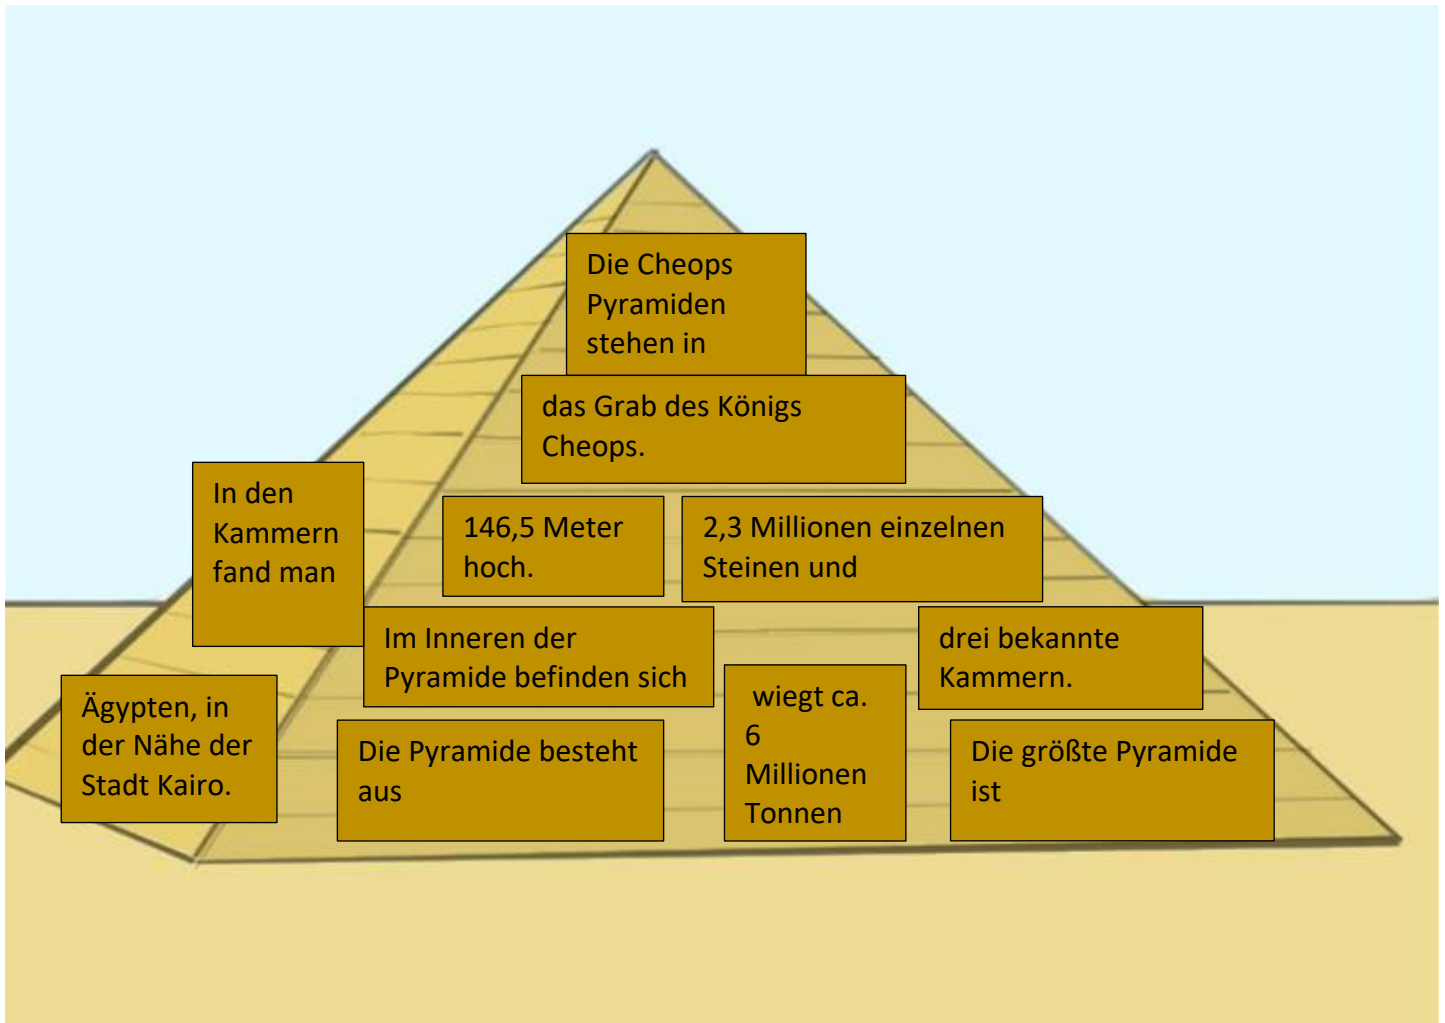 Die Cheops
Pyramiden
stehen in
das Grab des Königs
Cheops.
In den
Kammern
fand man
146,5 Meter
hoch.
2,3 Millionen einzelnen
Steinen und
Im Inneren der
Pyramide befinden sich
drei bekannte
Kammern.
wiegt ca.
6
Millionen
Tonnen
Ägypten, in
der Nähe der
Stadt Kairo.
Die Pyramide besteht
aus
Die größte Pyramide
ist